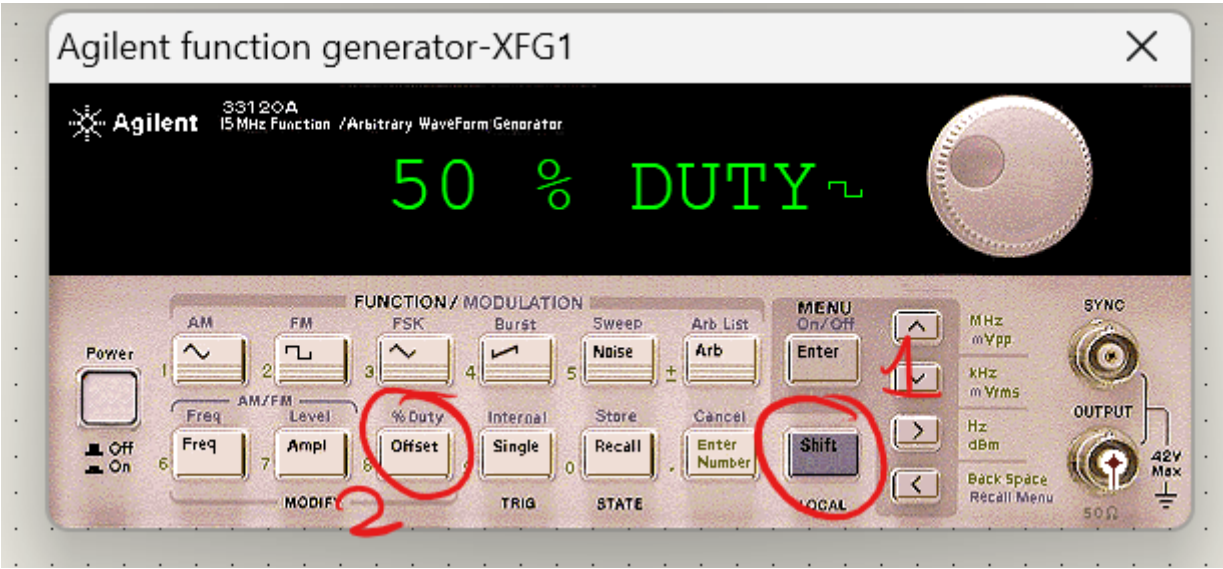 Agilent function generator-XFG1
Agilent 33120A
15 MHz Function / Arbitrary WaveForm Genorator
50 % DUTY
FUNCTION / MODULATION
MENU
SYNC
AM FM FSK Burst Sweep Arb List On/Off
MHz
mVpp
Power
1 2 3 4 5 ± Noise Arb Enter
1
kHz
m Vrms
AM/FM
OUTPUT
Freq Level % Duty Internal Store Cancel
Hz
dBm
Off
On
6 Freq 7 Ampl 8 Offset Single 0 Recall . Enter Number Shift
42V
Max
Back Space
Recall Menu
MODIFY
2
TRIG STATE LOCAL
50Ω